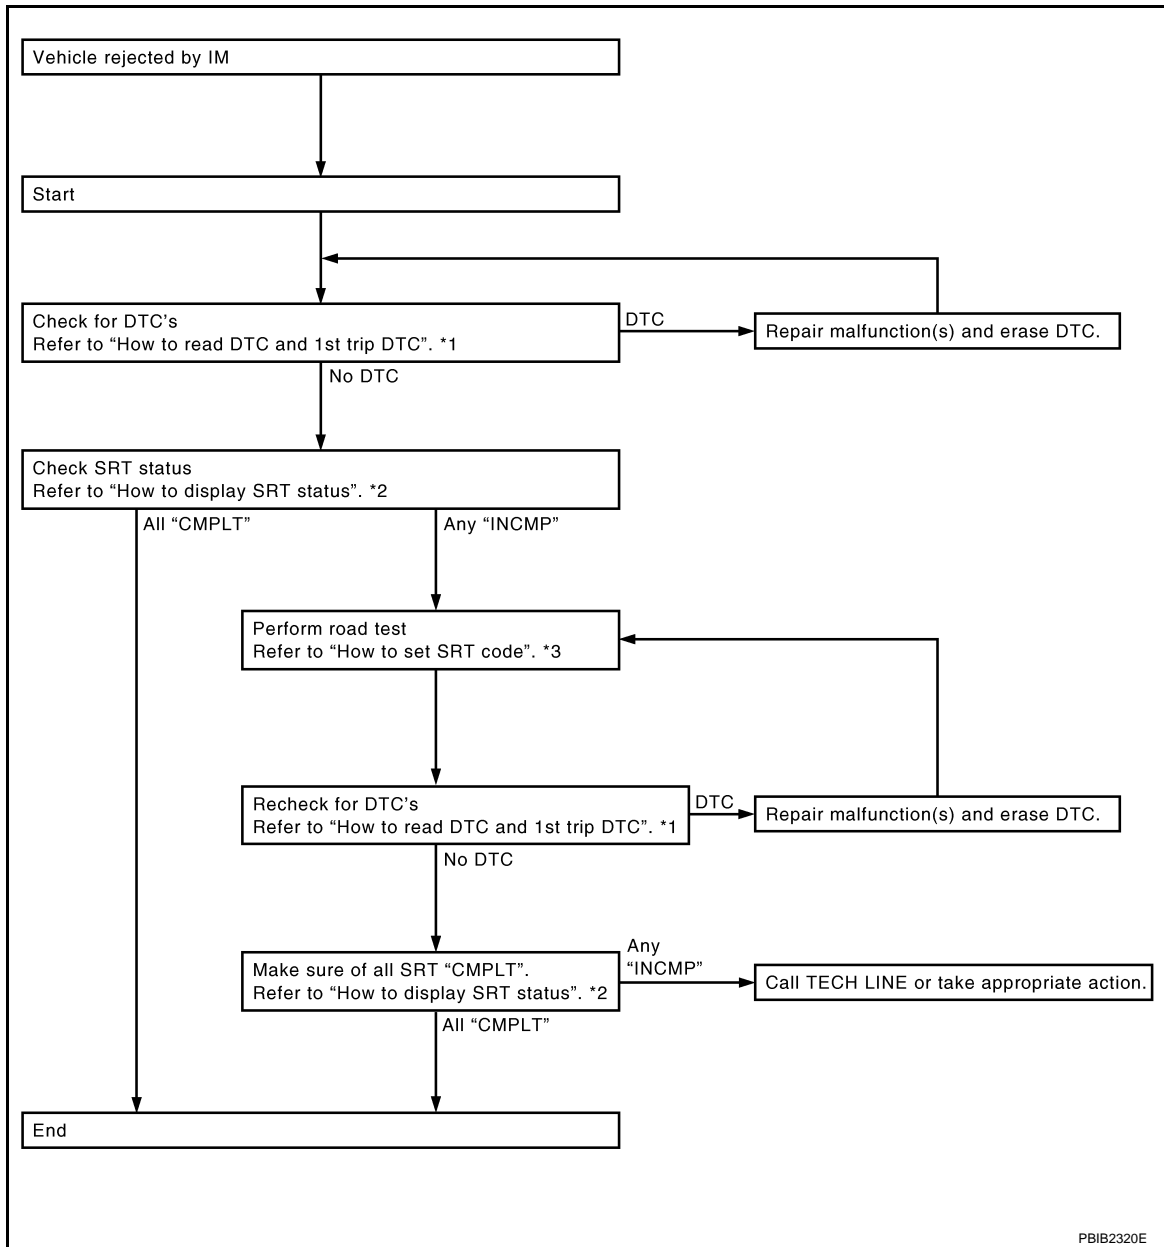 Vehicle rejected by IM
Start
Check for DTC's
Refer to “How to read DTC and 1st trip DTC”. *1
DTC
Repair malfunction(s) and erase DTC.
No DTC
Check SRT status
Refer to “How to display SRT status”. *2
All “CMPLT”
Any “INCMP”
Perform road test
Refer to “How to set SRT code”. *3
Recheck for DTC's
Refer to “How to read DTC and 1st trip DTC”. *1
DTC
Repair malfunction(s) and erase DTC.
No DTC
Make sure of all SRT “CMPLT”.
Refer to “How to display SRT status”. *2
Any
“INCMP”
Call TECH LINE or take appropriate action.
All “CMPLT”
End
PBIB2320E